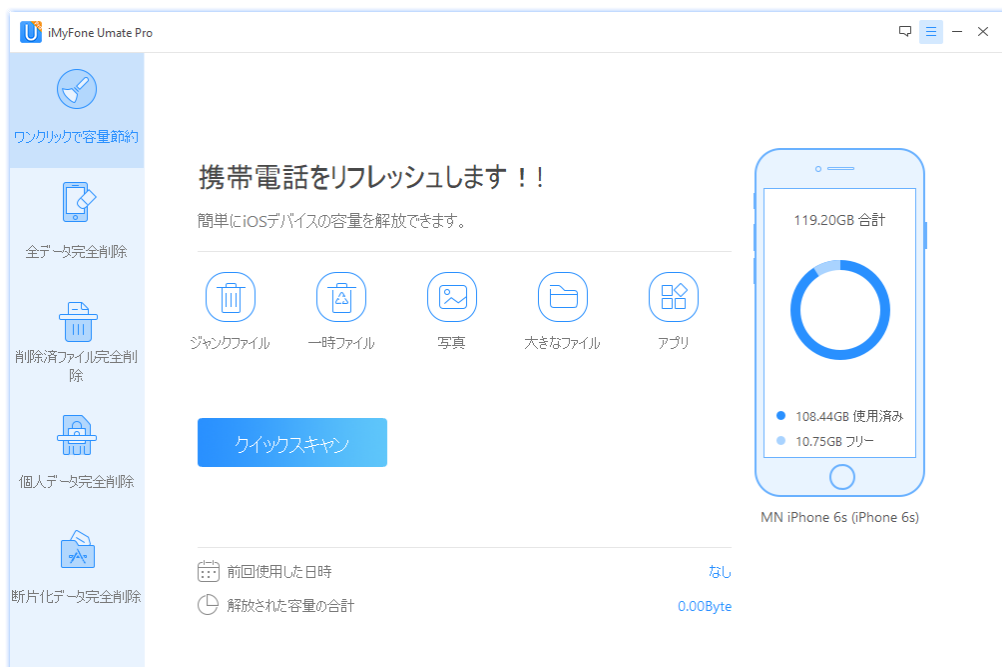 iMyFone Umate Pro
ワンクリックで容量節約
全データ完全削除
削除済ファイル完全削
除
個人データ完全削除
断片化データ完全削除
携帯電話をリフレッシュします！!
簡単にiOSデバイスの容量を解放できます。
ジャンクファイル
一時ファイル
写真
大きなファイル
アプリ
クイックスキャン
前回使用した日時
なし
解放された容量の合計
0.00Byte
119.20GB 合計
108.44GB 使用済み
10.75GB フリー
MN iPhone 6s (iPhone 6s)